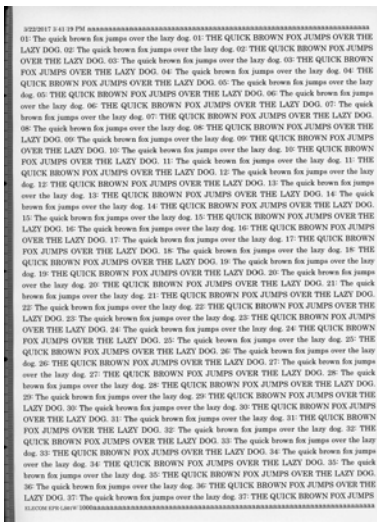 3/22/2017 3 41 19 PM
01: The quick brown fox jumps over the lazy dog. 01: THE QUICK BROWN FOX JUMPS OVER THE
LAZY DOG. 02: The quick brown fox jumps over the lazy dog. 02: THE QUICK BROWN FOX JUMPS
OVER THE LAZY DOG. 03: The quick brown fox jumps over the lazy dog. 03: THE QUICK BROWN
FOX JUMPS OVER THE LAZY DOG. 04: The quick brown fox jumps over the lazy dog. 04: THE
QUICK BROWN FOX JUMPS OVER THE LAZY DOG. 05: The quick brown fox jumps over the lazy
dog. 05: THE QUICK BROWN FOX JUMPS OVER THE LAZY DOG. 06: The quick brown fox jumps
over the lazy dog. 06: THE QUICK BROWN FOX JUMPS OVER THE LAZY DOG. 07: The quick
brown fox jumps over the lazy dog. 07: THE QUICK BROWN FOX JUMPS OVER THE LAZY DOG.
08: The quick brown fox jumps over the lazy dog. 08: THE QUICK BROWN FOX JUMPS OVER THE
LAZY DOG. 09: The quick brown fox jumps over the lazy dog. 09: THE QUICK BROWN FOX JUMPS
OVER THE LAZY DOG. 10: The quick brown fox jumps over the lazy dog. 10: THE QUICK BROWN
FOX JUMPS OVER THE LAZY DOG. 11: The quick brown fox jumps over the lazy dog. 11: THE
QUICK BROWN FOX JUMPS OVER THE LAZY DOG. 12: The quick brown fox jumps over the lazy
dog. 12: THE QUICK BROWN FOX JUMPS OVER THE LAZY DOG. 13: The quick brown fox jumps
over the lazy dog. 13: THE QUICK BROWN FOX JUMPS OVER THE LAZY DOG. 14: The quick
brown fox jumps over the lazy dog. 14: THE QUICK BROWN FOX JUMPS OVER THE LAZY DOG.
15: The quick brown fox jumps over the lazy dog. 15: THE QUICK BROWN FOX JUMPS OVER THE
LAZY DOG. 16: The quick brown fox jumps over the lazy dog. 16: THE QUICK BROWN FOX JUMPS
OVER THE LAZY DOG. 17: The quick brown fox jumps over the lazy dog. 17: THE QUICK BROWN
FOX JUMPS OVER THE LAZY DOG. 18: The quick brown fox jumps over the lazy dog. 18: THE
QUICK BROWN FOX JUMPS OVER THE LAZY DOG. 19: The quick brown fox jumps over the lazy
dog. 19: THE QUICK BROWN FOX JUMPS OVER THE LAZY DOG. 20: The quick brown fox jumps
over the lazy dog. 20: THE QUICK BROWN FOX JUMPS OVER THE LAZY DOG. 21: The quick
brown fox jumps over the lazy dog. 21: THE QUICK BROWN FOX JUMPS OVER THE LAZY DOG.
22: The quick brown fox jumps over the lazy dog. 22: THE QUICK BROWN FOX JUMPS OVER THE
LAZY DOG. 23: The quick brown fox jumps over the lazy dog. 23: THE QUICK BROWN FOX JUMPS
OVER THE LAZY DOG. 24: The quick brown fox jumps over the lazy dog. 24: THE QUICK BROWN
FOX JUMPS OVER THE LAZY DOG. 25: The quick brown fox jumps over the lazy dog. 25: THE
QUICK BROWN FOX JUMPS OVER THE LAZY DOG. 26: The quick brown fox jumps over the lazy
dog. 26: THE QUICK BROWN FOX JUMPS OVER THE LAZY DOG. 27: The quick brown fox jumps
over the lazy dog. 27: THE QUICK BROWN FOX JUMPS OVER THE LAZY DOG. 28: The quick
brown fox jumps over the lazy dog. 28: THE QUICK BROWN FOX JUMPS OVER THE LAZY DOG.
29: The quick brown fox jumps over the lazy dog. 29: THE QUICK BROWN FOX JUMPS OVER THE
LAZY DOG. 30: The quick brown fox jumps over the lazy dog. 30: THE QUICK BROWN FOX JUMPS
OVER THE LAZY DOG. 31: The quick brown fox jumps over the lazy dog. 31: THE QUICK BROWN
FOX JUMPS OVER THE LAZY DOG. 32: The quick brown fox jumps over the lazy dog. 32: THE
QUICK BROWN FOX JUMPS OVER THE LAZY DOG. 33: The quick brown fox jumps over the lazy
dog. 33: THE QUICK BROWN FOX JUMPS OVER THE LAZY DOG. 34: The quick brown fox jumps
over the lazy dog. 34: THE QUICK BROWN FOX JUMPS OVER THE LAZY DOG. 35: The quick
brown fox jumps over the lazy dog. 35: THE QUICK BROWN FOX JUMPS OVER THE LAZY DOG.
36: The quick brown fox jumps over the lazy dog. 36: THE QUICK BROWN FOX JUMPS OVER THE
LAZY DOG. 37: The quick brown fox jumps over the lazy dog. 37: THE QUICK BROWN FOX JUMPS
ELECOM